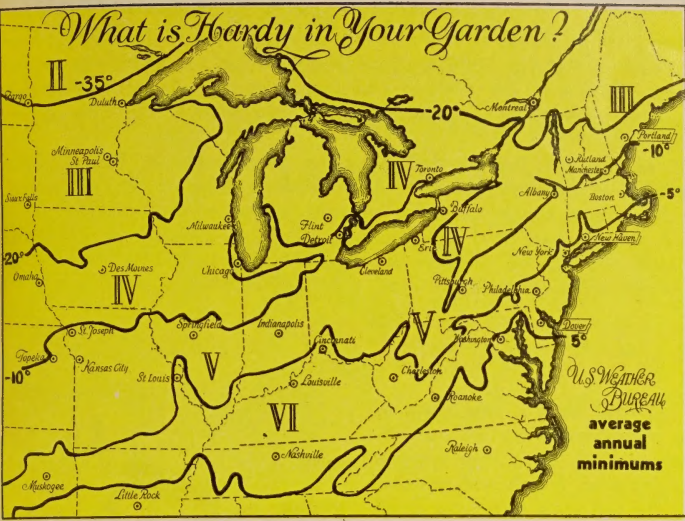 What is Hardy in Your Garden?
II
-35°
Fargo
Duluth
-20°
Montreal
III
Portland
-10°
Minneapolis
St Paul
III
IV
Toronto
Rutland
Manchester
Sioux Falls
Albany
Boston
-5°
Milwaukee
Flint
Detroit
Buffalo
Erie
IV
New Haven
New York
-20°
Omaha
Des Moines
IV
Chicago
Cleveland
Pittsburgh
Philadelphia
St. Joseph
Springfield
Indianapolis
Cincinnati
V
Washington
Dover
5°
Topeka
-10°
Kansas City
V
St Louis
Louisville
Charleston
Roanoke
U.S. WEATHER
BUREAU
average
annual
minimums
VI
Nashville
Raleigh
Muskogee
Little Rock